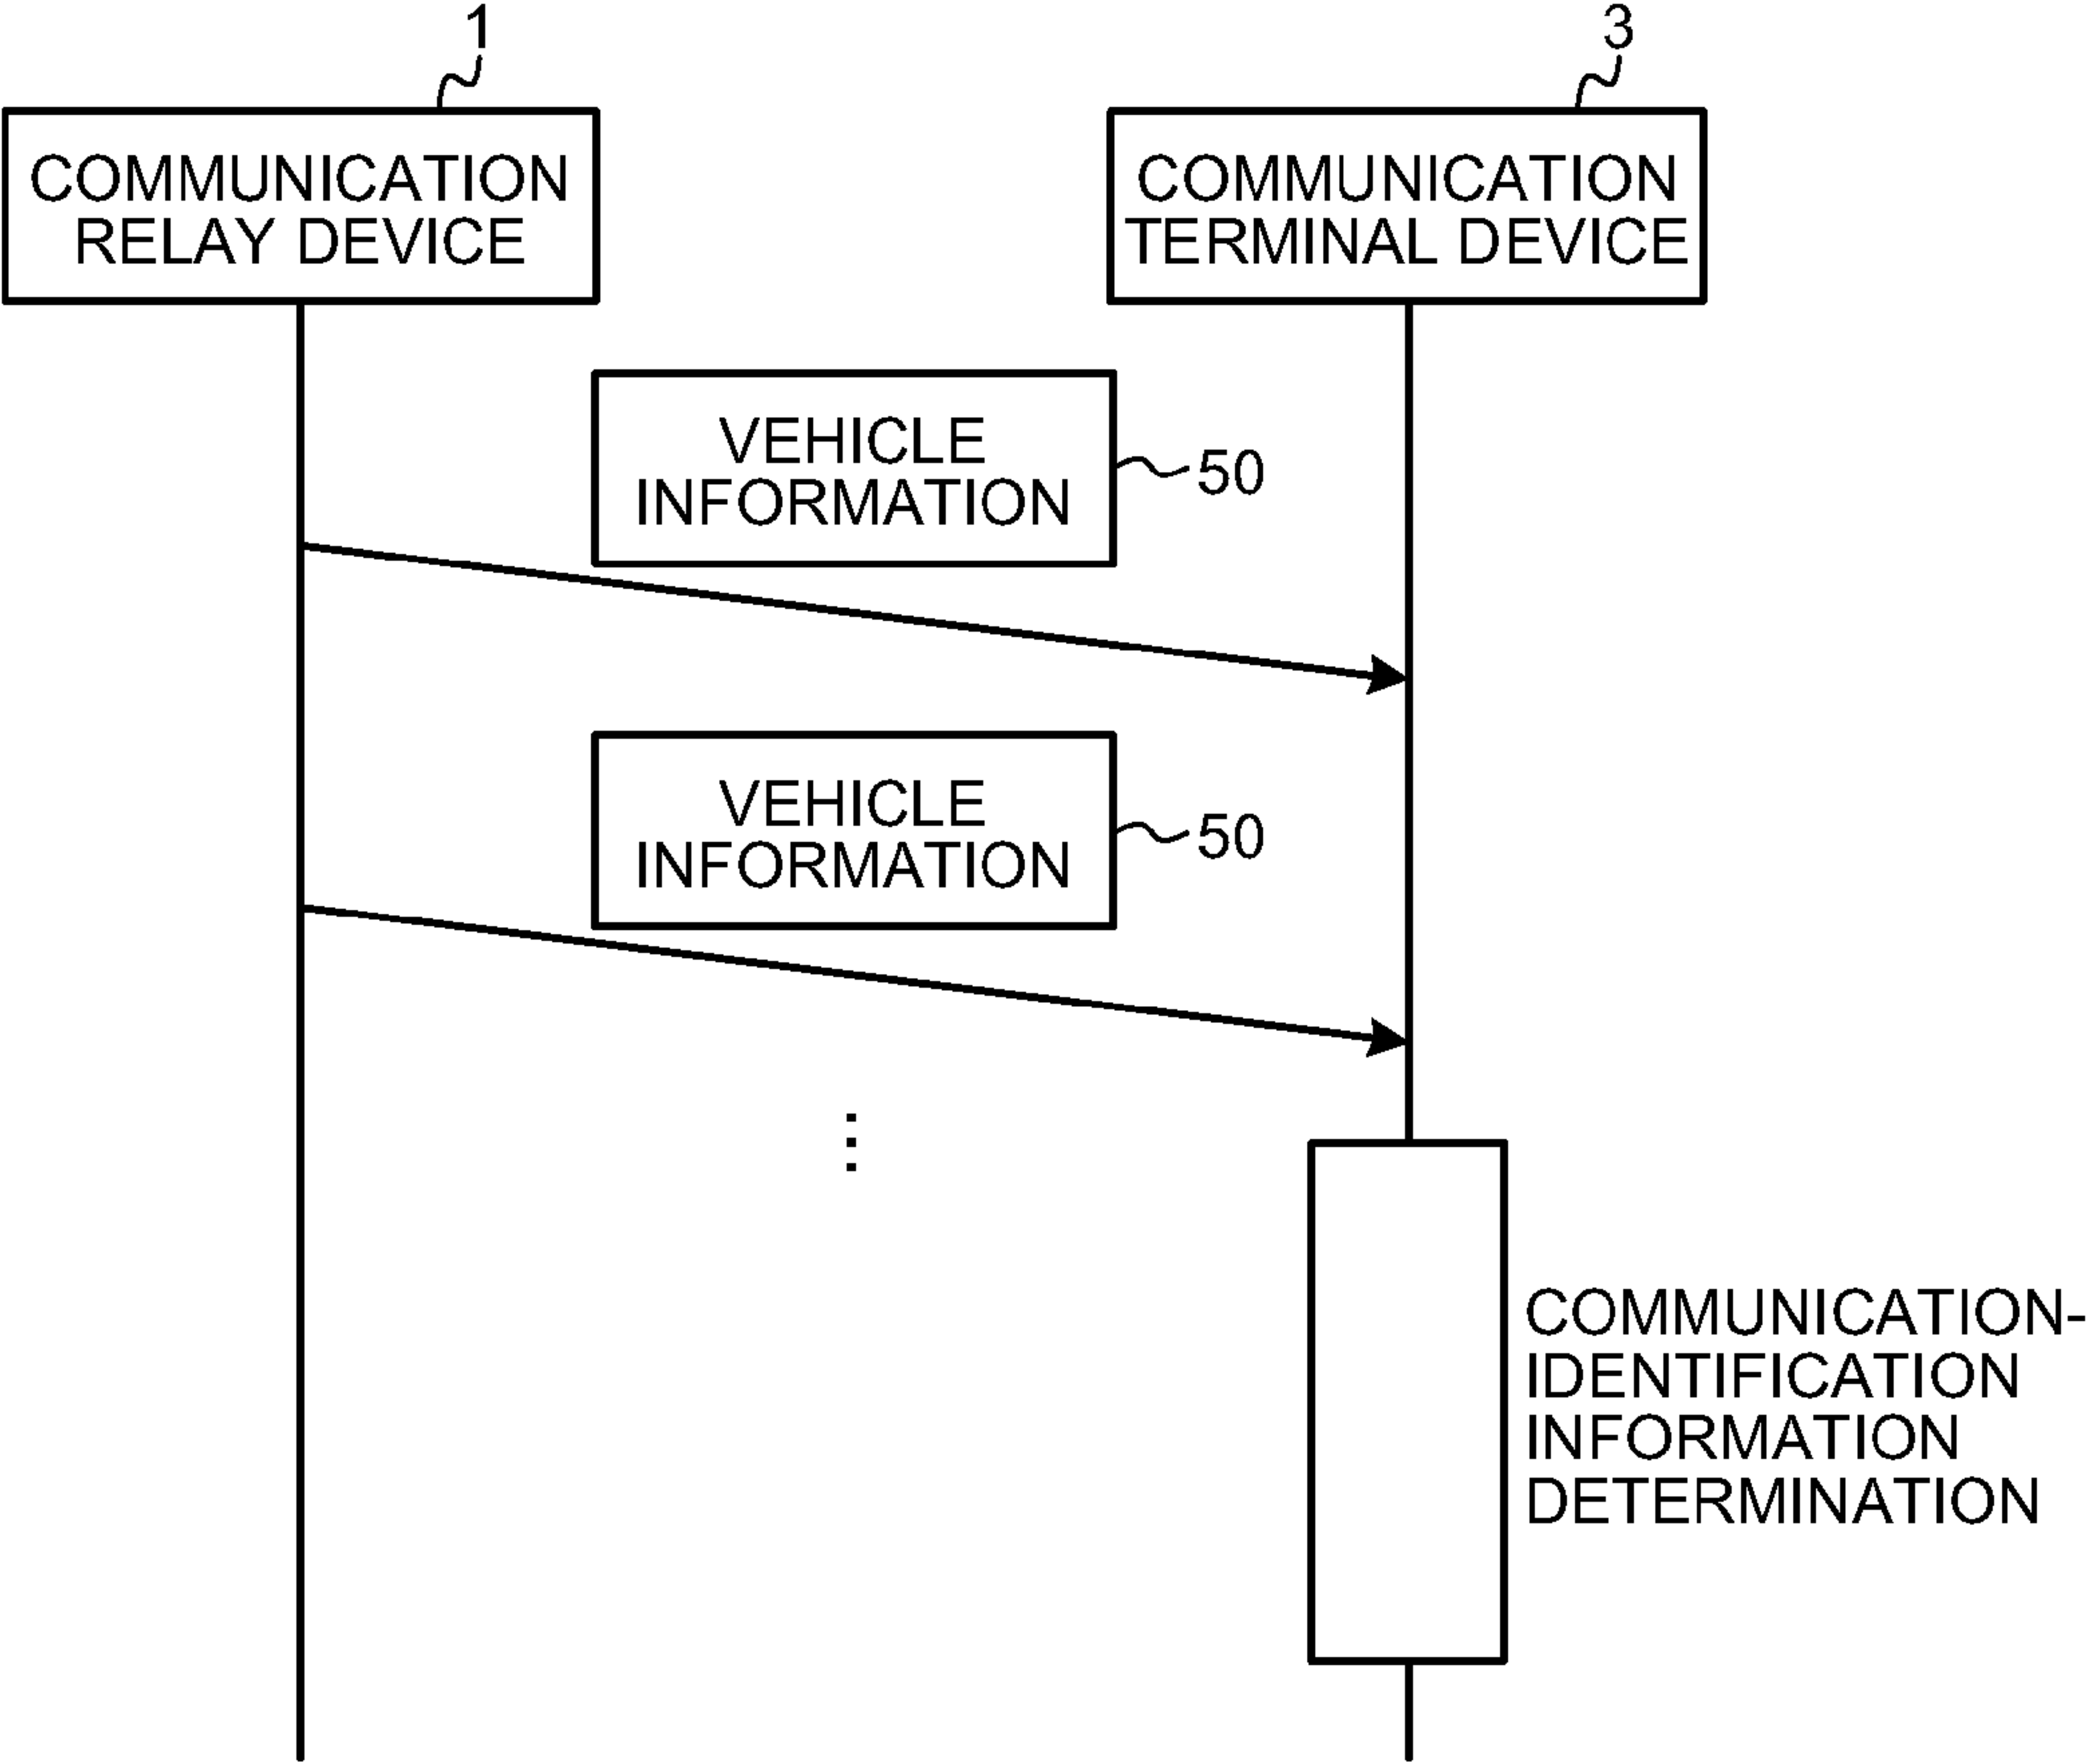 1
COMMUNICATION
RELAY DEVICE
3
COMMUNICATION
TERMINAL DEVICE
VEHICLE
INFORMATION
50
VEHICLE
INFORMATION
50
COMMUNICATION-
IDENTIFICATION
INFORMATION
DETERMINATION